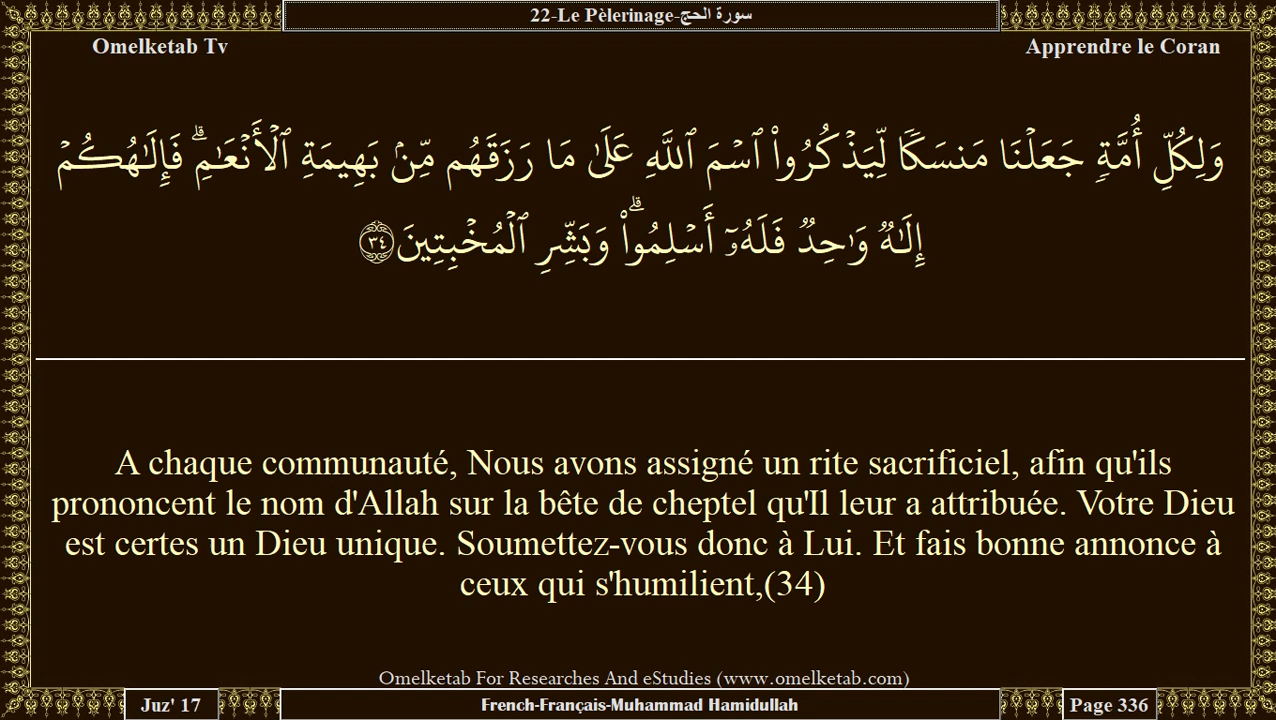 22-Le Pèlerinage-سورة الحج
Omelketab Tv
Apprendre le Coran
وَلِكُلِّ أُمَّةٍ جَعَلْنَا مَنسَكًا لِّيَذْكُرُوا۟ ٱسْمَ ٱللَّهِ عَلَىٰ مَا رَزَقَهُم مِّنۢ بَهِيمَةِ ٱلْأَنْعَـٰمِ ۗ فَإِلَـٰهُكُمْ
إِلَـٰهٌ وَٰحِدٌ فَلَهُۥٓ أَسْلِمُوا۟ ۗ وَبَشِّرِ ٱلْمُخْبِتِينَ ٣٤
A chaque communauté, Nous avons assigné un rite sacrificiel, afin qu'ils
prononcent le nom d'Allah sur la bête de cheptel qu'Il leur a attribuée. Votre Dieu
est certes un Dieu unique. Soumettez-vous donc à Lui. Et fais bonne annonce à
ceux qui s'humilient,(34)
Omelketab For Researches And eStudies (www.omelketab.com)
Juz' 17
French-Français-Muhammad Hamidullah
Page 336